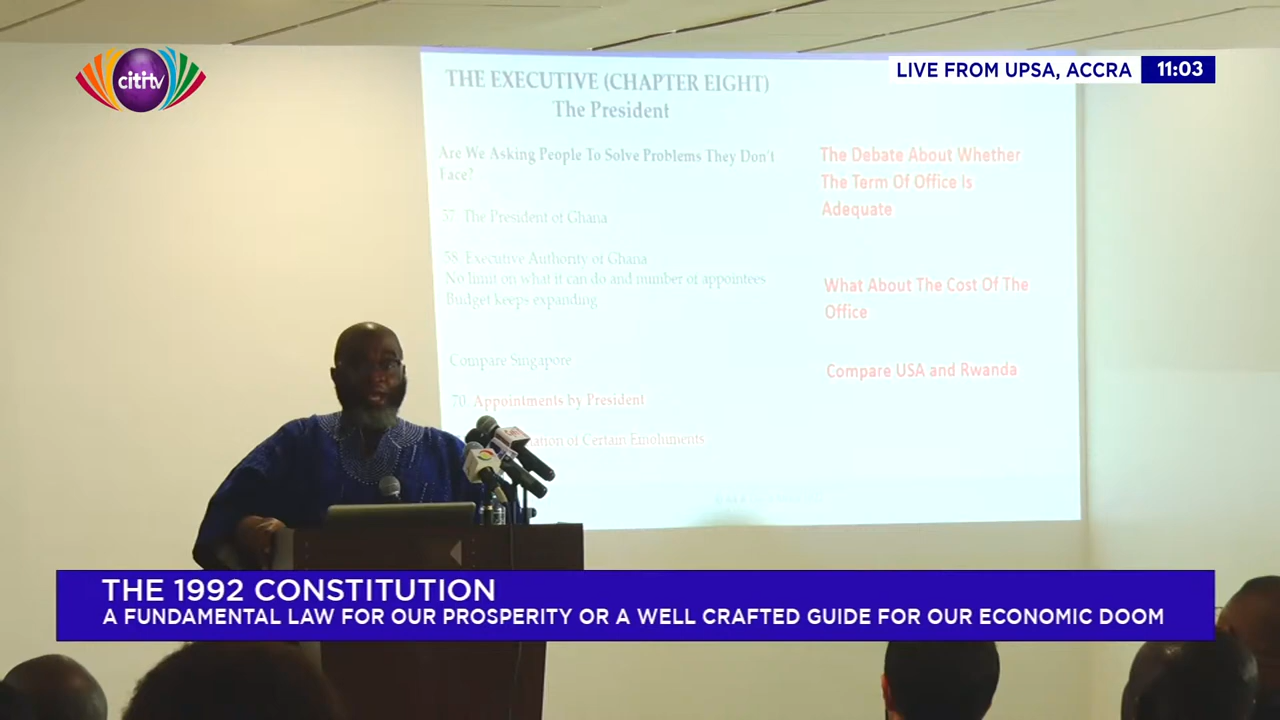 citi tv
LIVE FROM UPSA, ACCRA
11:03
THE EXECUTIVE (CHAPTER EIGHT)
The President
Are We Asking People To Solve Problems They Don't
Face?
57. The President of Ghana
58. Executive Authority of Ghana
No limit on what it can do and number of appointees
Budget keeps expanding
Compare Singapore
70. Appointments by President
of Certain Emoluments
The Debate About Whether
The Term Of Office Is
Adequate
What About The Cost Of The
Office
Compare USA and Rwanda
THE 1992 CONSTITUTION
A FUNDAMENTAL LAW FOR OUR PROSPERITY OR A WELL CRAFTED GUIDE FOR OUR ECONOMIC DOOM